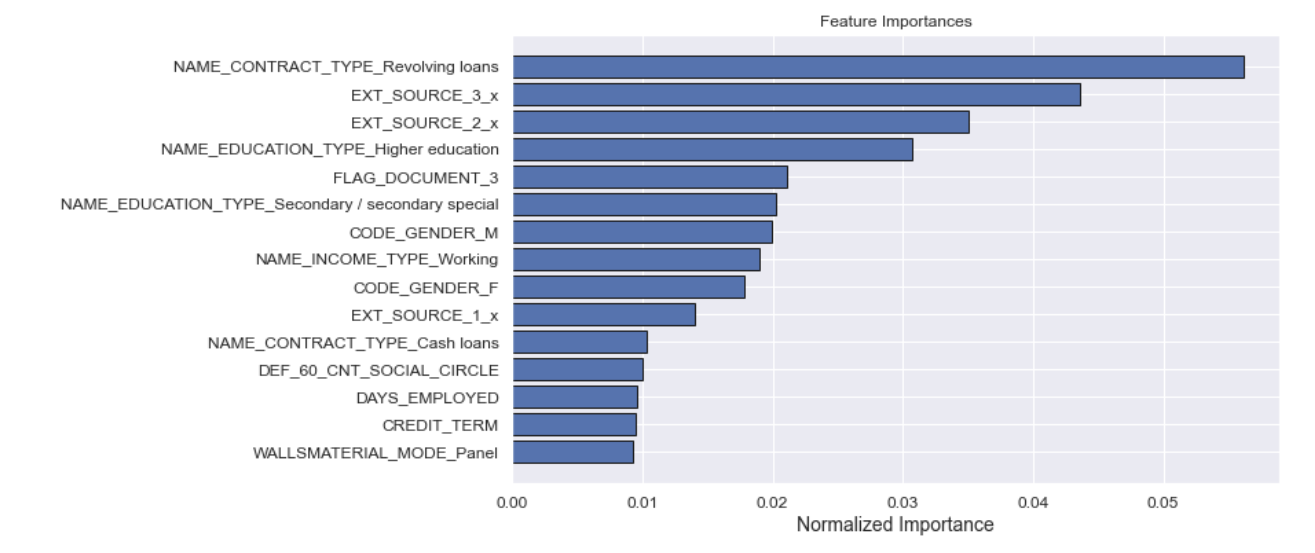 Feature Importances
NAME_CONTRACT_TYPE_Revolving loans
EXT_SOURCE_3_x
EXT_SOURCE_2_x
NAME_EDUCATION_TYPE_Higher education
FLAG_DOCUMENT_3
NAME_EDUCATION_TYPE_Secondary / secondary special
CODE_GENDER_M
NAME_INCOME_TYPE_Working
CODE_GENDER_F
EXT_SOURCE_1_x
NAME_CONTRACT_TYPE_Cash loans
DEF_60_CNT_SOCIAL_CIRCLE
DAYS_EMPLOYED
CREDIT_TERM
WALLSMATERIAL_MODE_Panel
0.00 0.01 0.02 0.03 0.04 0.05
Normalized Importance